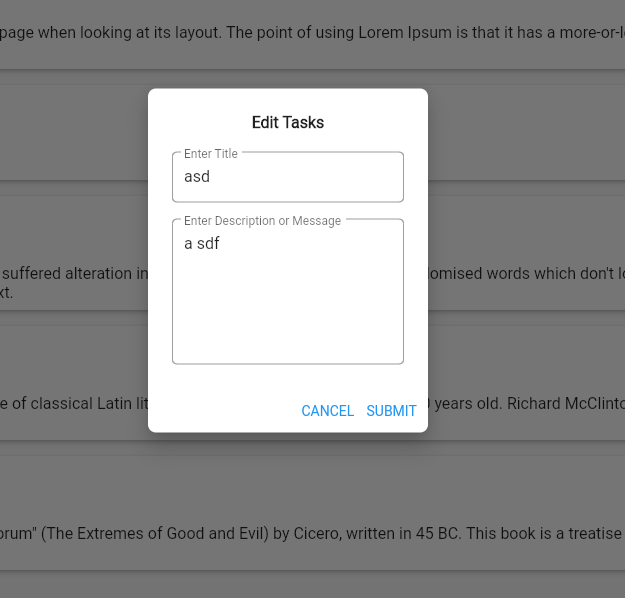 page when looking at its layout. The point of using Lorem Ipsum is that it has a more-or-l
Edit Tasks
Enter Title
asd
Enter Description or Message
a sdf
suffered alteration in
omised words which don't l
xt.
e of classical Latin lit
0 years old. Richard McClinto
CANCEL SUBMIT
orum" (The Extremes of Good and Evil) by Cicero, written in 45 BC. This book is a treatise